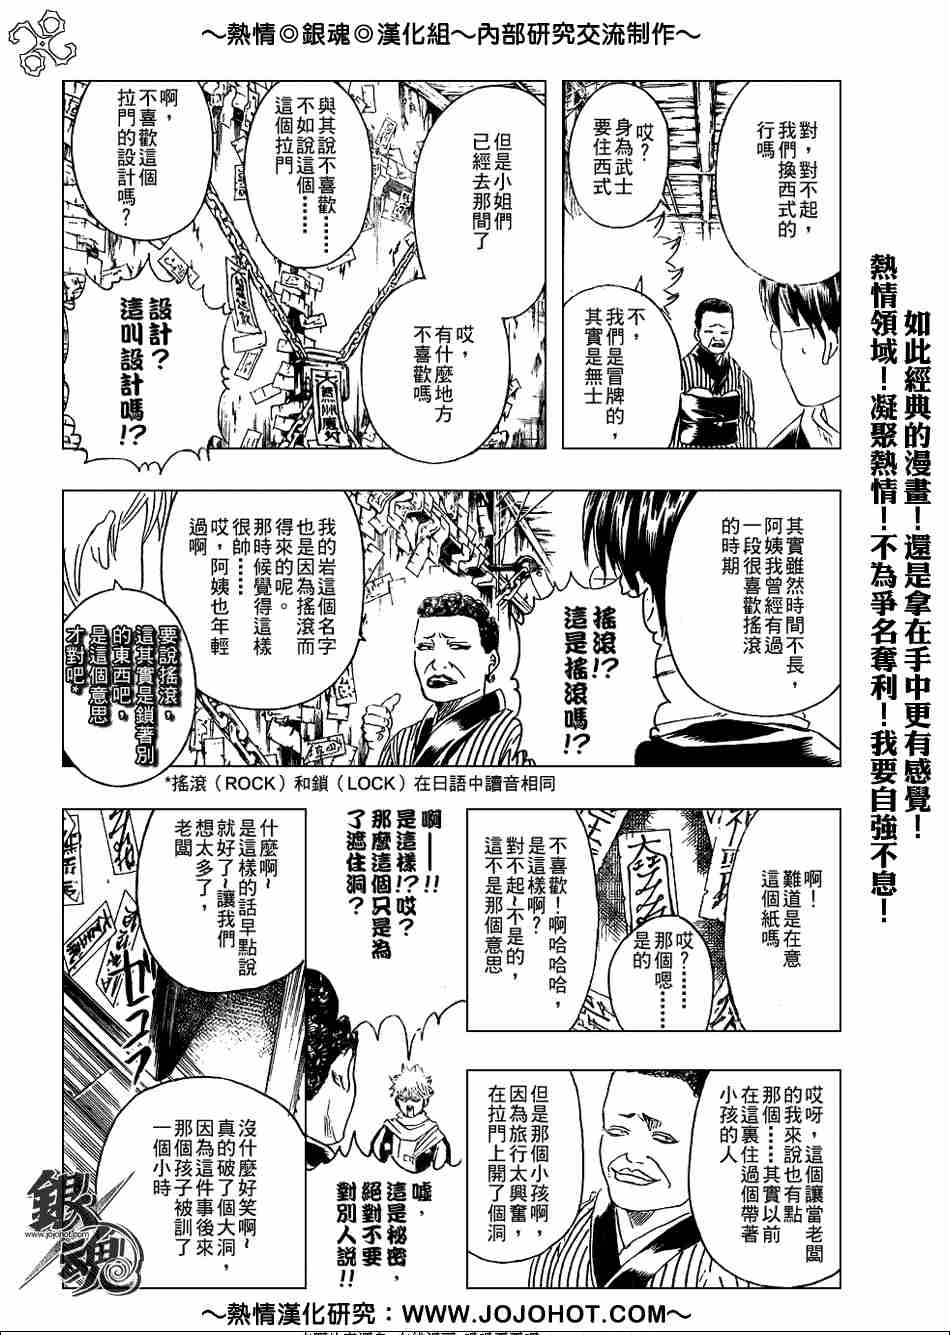 ～熱情◎銀魂◎漢化組～內部研究交流制作～
對，對不起，
我們換西式的
行嗎
哎？
身為武士
要住西式
不，
我們是冒牌的，
其實是無士
但是小姐們
已經去那間了
哎，
有什麼地方
不喜歡嗎
與其說不喜歡……
不如說這個……
這個拉門
啊，
不喜歡這個
拉門的設計嗎？
設計？
這叫設計嗎！？
其實雖然時間不長，
阿姨我曾經有過
一段很喜歡搖滾
的時期
搖滾！？
這是搖滾嗎！？
我的岩這個名字
也是因為搖滾而
得來的呢。
那時候覺得這樣
很帥……
哎，阿姨也年輕
過啊
要說搖滾，
這其實是鎖著別
的東西吧，
是這個意思
才對吧*
*搖滾（ROCK）和鎖（LOCK）在日語中讀音相同
啊！
難道是在意
這個紙嗎
哎？……
那個嗯……
是的
不喜歡！啊哈哈哈，
是這樣啊？
對不起～不是的，
這不是那個意思
啊——！！
是這樣！？哎？
那麼這個只是為
了遮住洞？
什麼啊～
是這樣的話早點說
就好了～讓我們
想太多了，
老闆
哎呀，這個讓當老闆
的我來說也有點
那個……其實以前
在這裏住過個帶著
小孩的人
但是那個小孩啊，
因為旅行太興奮，
在拉門上開了個洞
噓，
這是秘密，
絕對不要
對別人說！！
沒什麼好笑啊～
真的破了個大洞
因為這件事後來
那個孩子被訓了
一個小時
如此經典的漫畫！還是拿在手中更有感覺！
熱情領域！凝聚熱情！不為爭名奪利！我要自強不息！
銀魂
www.jojohot.com
～熱情漢化研究：WWW.JOJOHOT.COM～